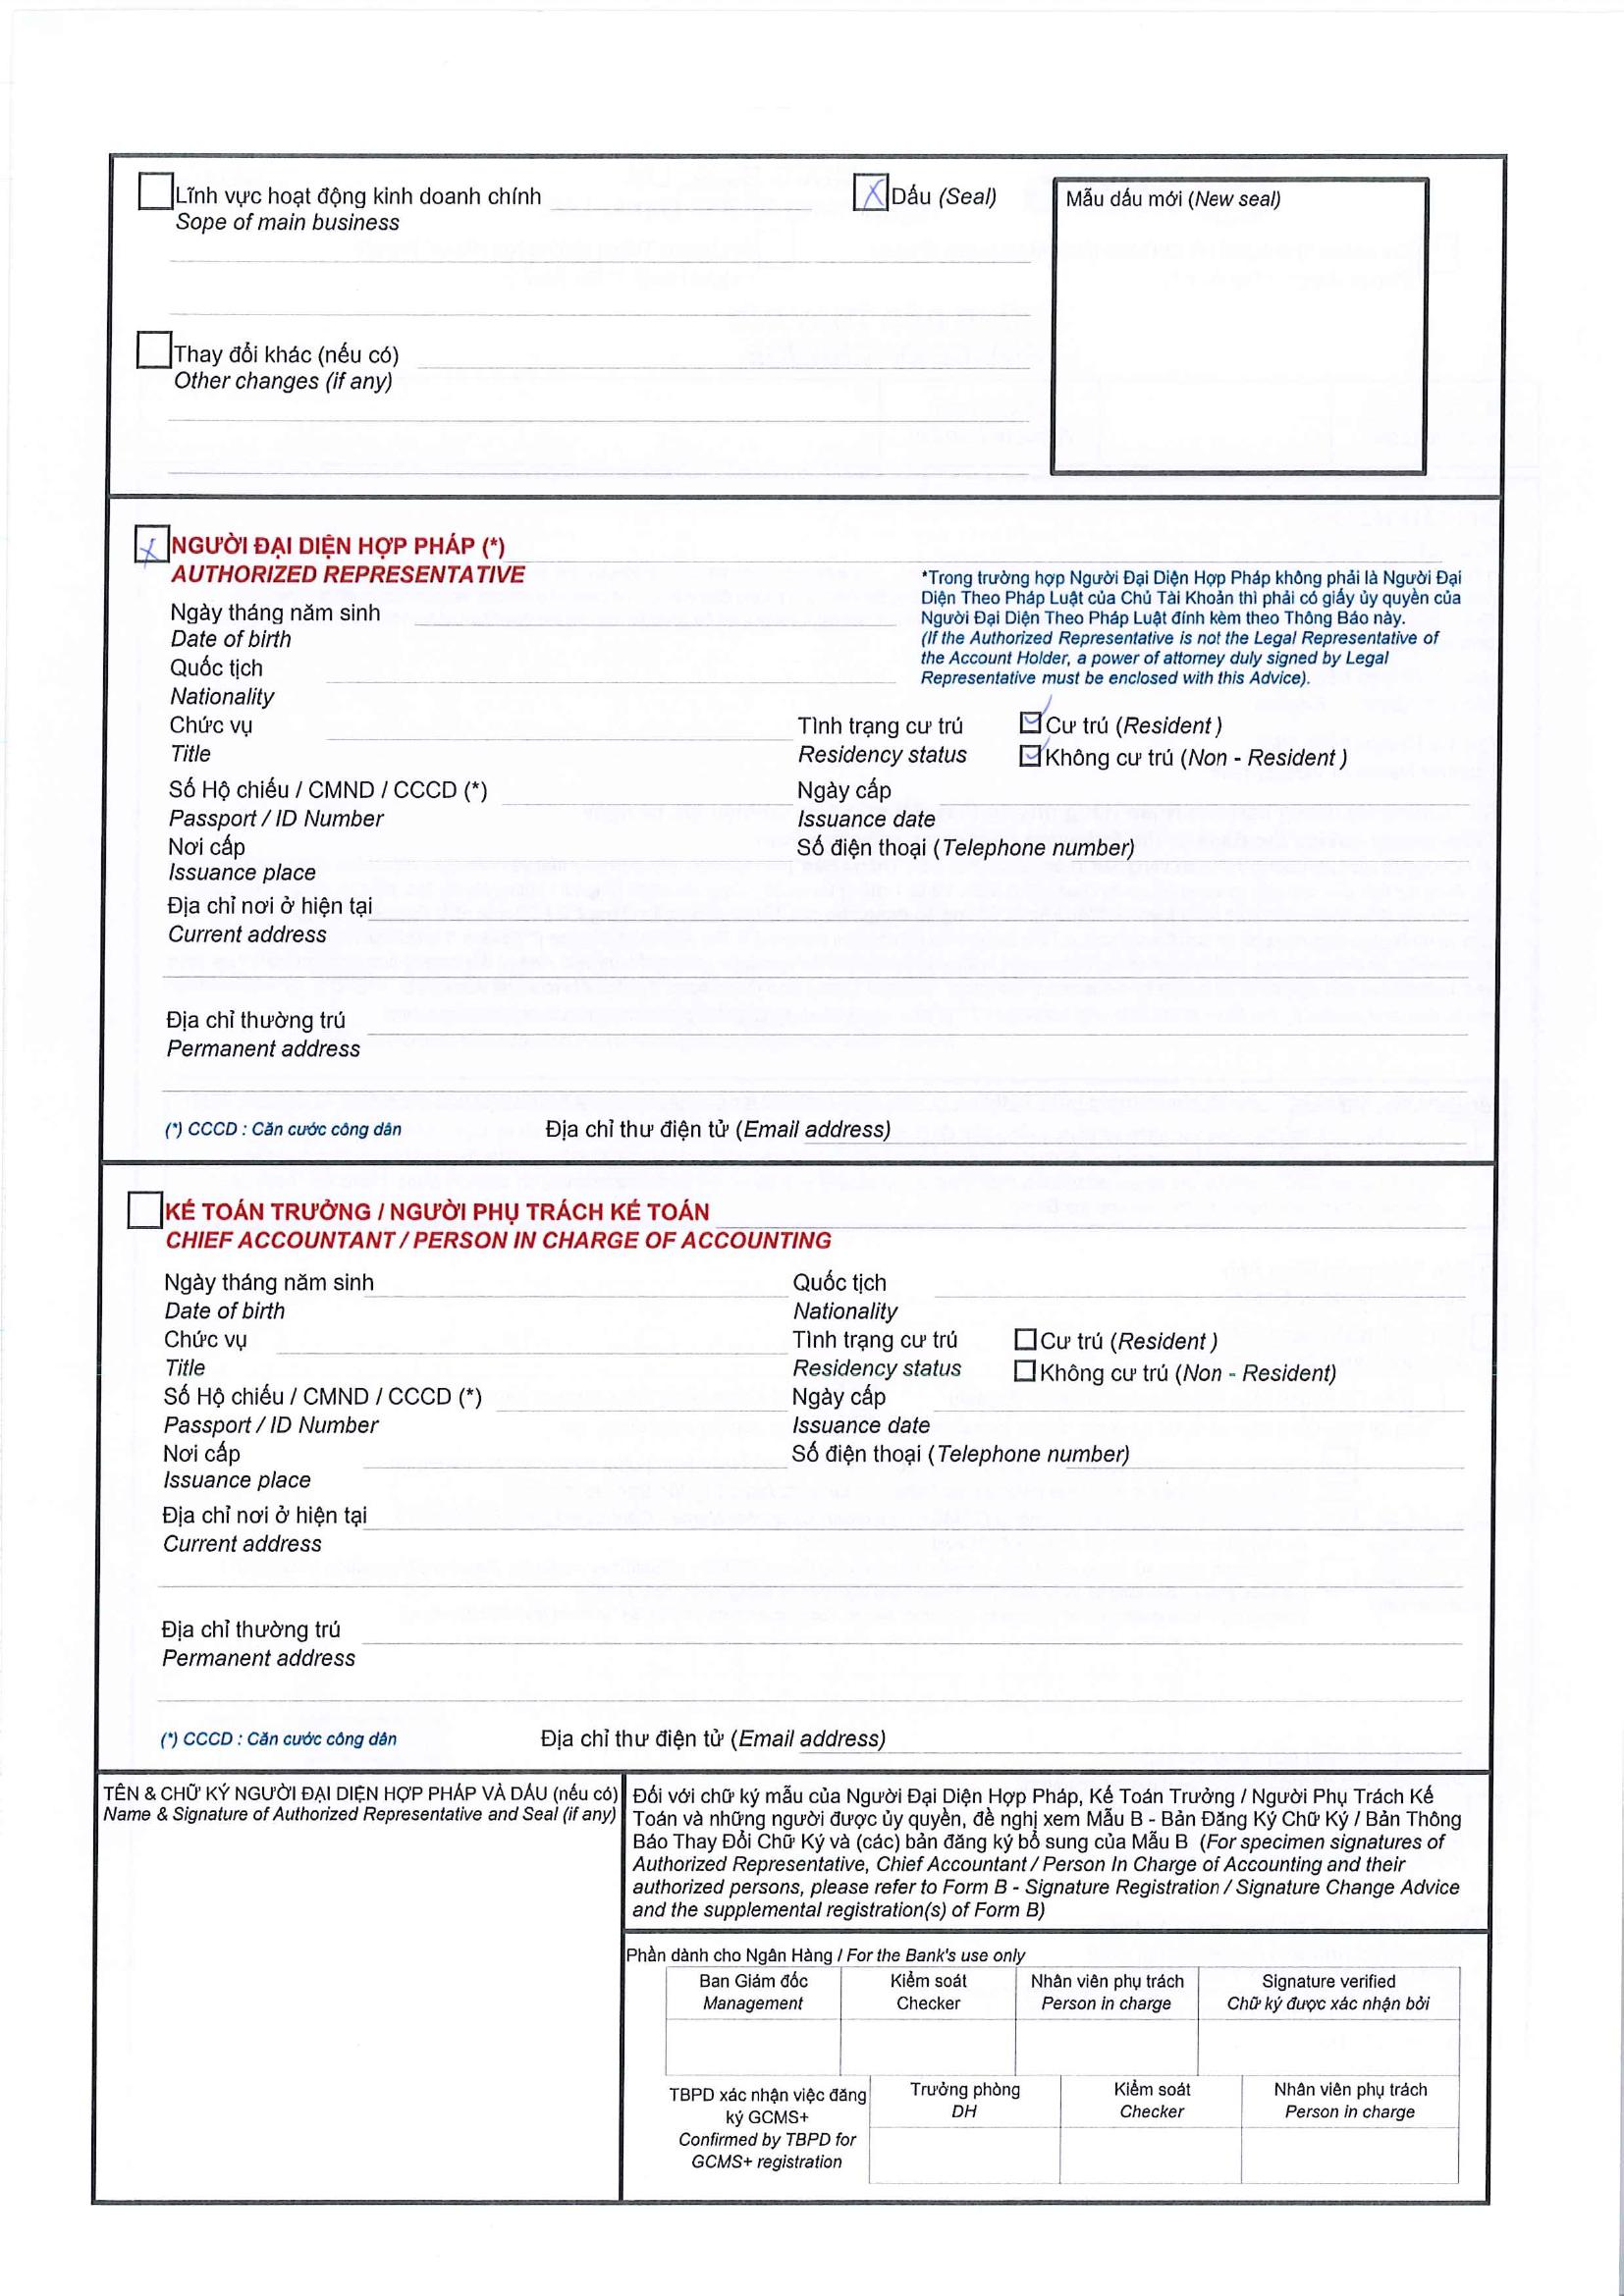 Lĩnh vực hoạt động kinh doanh chính
Sope of main business
Dấu (Seal)
Mẫu dấu mới (New seal)
Thay đổi khác (nếu có)
Other changes (if any)
NGƯỜI ĐẠI DIỆN HỢP PHÁP (*)
AUTHORIZED REPRESENTATIVE
*Trong trường hợp Người Đại Diện Hợp Pháp không phải là Người Đại
Diện Theo Pháp Luật của Chủ Tài Khoản thì phải có giấy ủy quyền của
Người Đại Diện Theo Pháp Luật đính kèm theo Thông Báo này.
(If the Authorized Representative is not the Legal Representative of
the Account Holder, a power of attorney duly signed by Legal
Representative must be enclosed with this Advice).
Ngày tháng năm sinh
Date of birth
Quốc tịch
Nationality
Chức vụ
Title
Tình trạng cư trú
Residency status
Cư trú (Resident )
Không cư trú (Non - Resident )
Số Hộ chiếu / CMND / CCCD (*)
Passport / ID Number
Ngày cấp
Issuance date
Nơi cấp
Issuance place
Số điện thoại (Telephone number)
Địa chỉ nơi ở hiện tại
Current address
Địa chỉ thường trú
Permanent address
(*) CCCD : Căn cước công dân
Địa chỉ thư điện tử (Email address)
KẾ TOÁN TRƯỞNG / NGƯỜI PHỤ TRÁCH KẾ TOÁN
CHIEF ACCOUNTANT / PERSON IN CHARGE OF ACCOUNTING
Ngày tháng năm sinh
Date of birth
Quốc tịch
Nationality
Chức vụ
Title
Tình trạng cư trú
Residency status
Cư trú (Resident )
Không cư trú (Non - Resident)
Số Hộ chiếu / CMND / CCCD (*)
Passport / ID Number
Ngày cấp
Issuance date
Nơi cấp
Issuance place
Số điện thoại (Telephone number)
Địa chỉ nơi ở hiện tại
Current address
Địa chỉ thường trú
Permanent address
(*) CCCD : Căn cước công dân
Địa chỉ thư điện tử (Email address)
TÊN & CHỮ KÝ NGƯỜI ĐẠI DIỆN HỢP PHÁP VÀ DẤU (nếu có)
Name & Signature of Authorized Representative and Seal (if any)
Đối với chữ ký mẫu của Người Đại Diện Hợp Pháp, Kế Toán Trưởng / Người Phụ Trách Kế
Toán và những người được ủy quyền, đề nghị xem Mẫu B - Bản Đăng Ký Chữ Ký / Bản Thông
Báo Thay Đổi Chữ Ký và (các) bản đăng ký bổ sung của Mẫu B (For specimen signatures of
Authorized Representative, Chief Accountant / Person In Charge of Accounting and their
authorized persons, please refer to Form B - Signature Registration / Signature Change Advice
and the supplemental registration(s) of Form B)
Phần dành cho Ngân Hàng / For the Bank's use only
Ban Giám đốc
Management
Kiểm soát
Checker
Nhân viên phụ trách
Person in charge
Signature verified
Chữ ký được xác nhận bởi
TBPD xác nhận việc đăng
ký GCMS+
Confirmed by TBPD for
GCMS+ registration
Trưởng phòng
DH
Kiểm soát
Checker
Nhân viên phụ trách
Person in charge